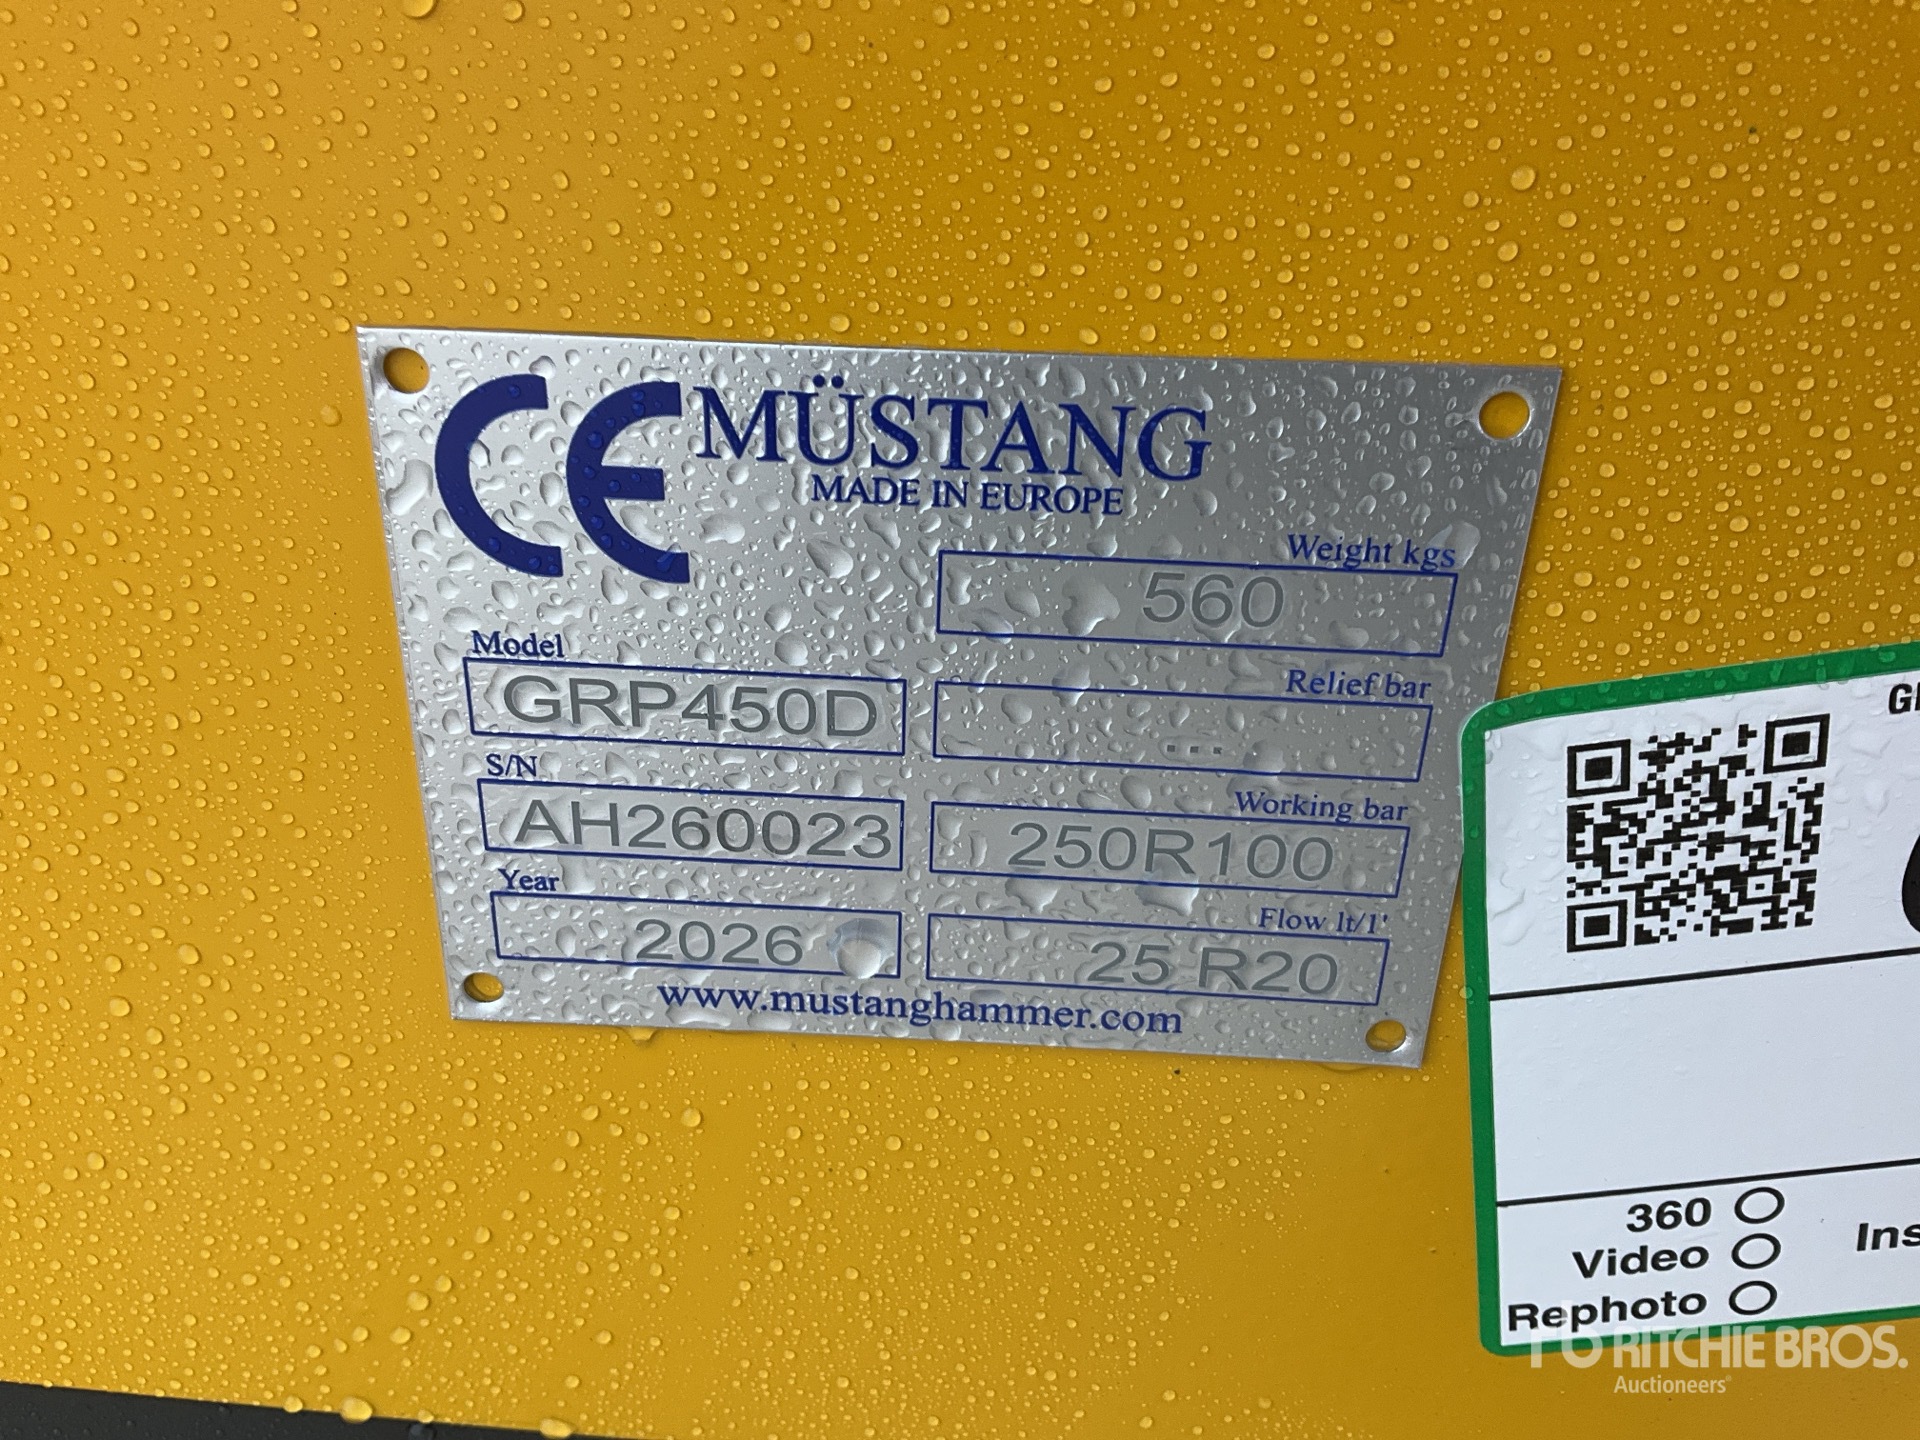 CE MÜSTANG
MADE IN EUROPE
Weight kgs
560
Model
GRP450D
Relief bar
...
S/N
AH260023
Working bar
250R100
Year
2026
Flow lt/1'
25 R20
www.mustanghammer.com
360
Video
Rephoto
RITCHIE BROS.
Auctioneers